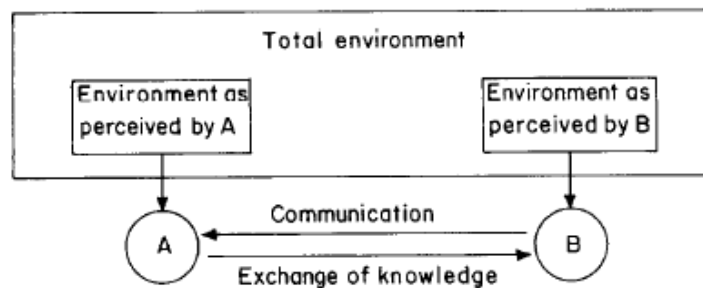 Total environment
Environment as
perceived by A
Environment as
perceived by B
Communication
A
B
Exchange of knowledge